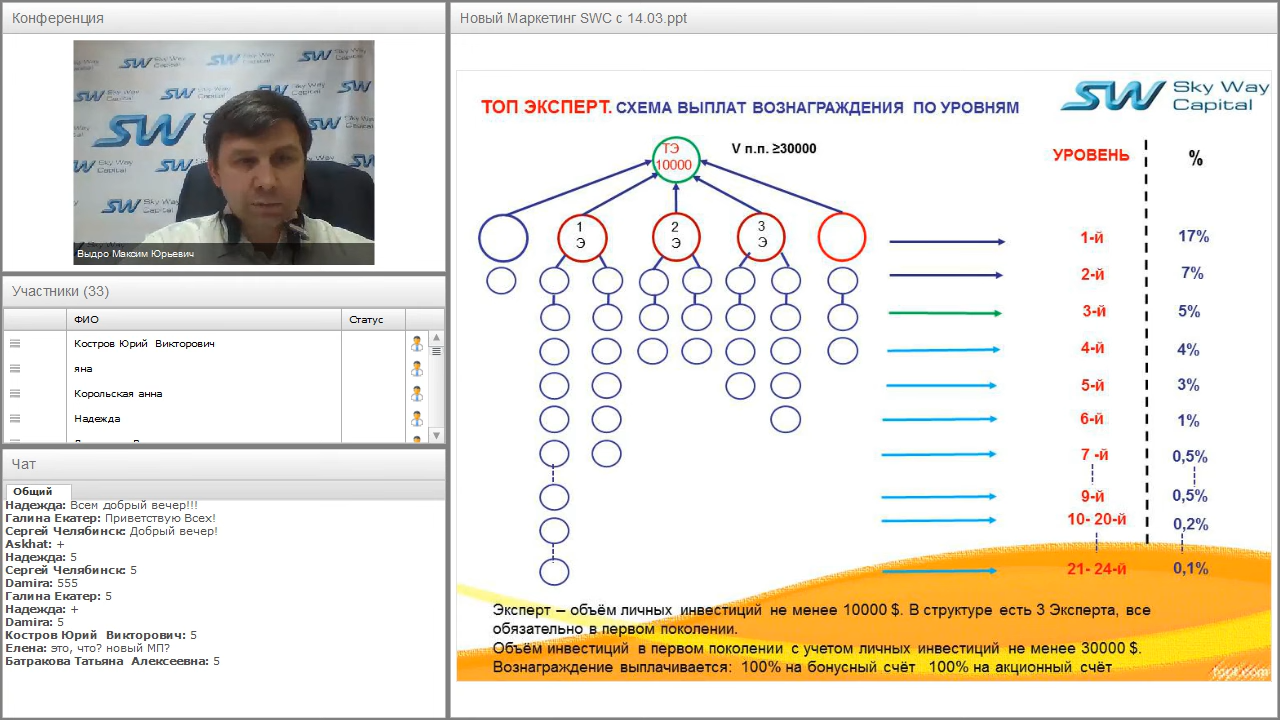 Конференция
Выдро Максим Юрьевич
Участники (33)
ФИО
Статус
Костров Юрий Викторович
яна
Корольская анна
Надежда
Чат
Общий
Надежда: Всем добрый вечер!!!
Галина Екатер: Приветствую Всех!
Сергей Челябинск: Добрый вечер!
Askhat: +
Надежда: 5
Сергей Челябинск: 5
Damira: 555
Галина Екатер: 5
Надежда: +
Damira: 5
Костров Юрий Викторович: 5
Елена: это, что? новый МП?
Батракова Татьяна Алексеевна: 5
Новый Маркетинг SWC с 14.03.ppt
SW Sky Way
Capital
ТОП ЭКСПЕРТ. СХЕМА ВЫПЛАТ ВОЗНАГРАЖДЕНИЯ ПО УРОВНЯМ
ТЭ
10000
V п.п. ≥30000
УРОВЕНЬ %
1
Э
2
Э
3
Э
1-й 17%
2-й 7%
3-й 5%
4-й 4%
5-й 3%
6-й 1%
7 -й 0,5%
9-й 0,5%
10- 20-й 0,2%
21- 24-й 0,1%
Эксперт – объём личных инвестиций не менее 10000 $. В структуре есть 3 Эксперта, все
обязательно в первом поколении.
Объём инвестиций в первом поколении с учетом личных инвестиций не менее 30000 $.
Вознаграждение выплачивается: 100% на бонусный счёт 100% на акционный счёт